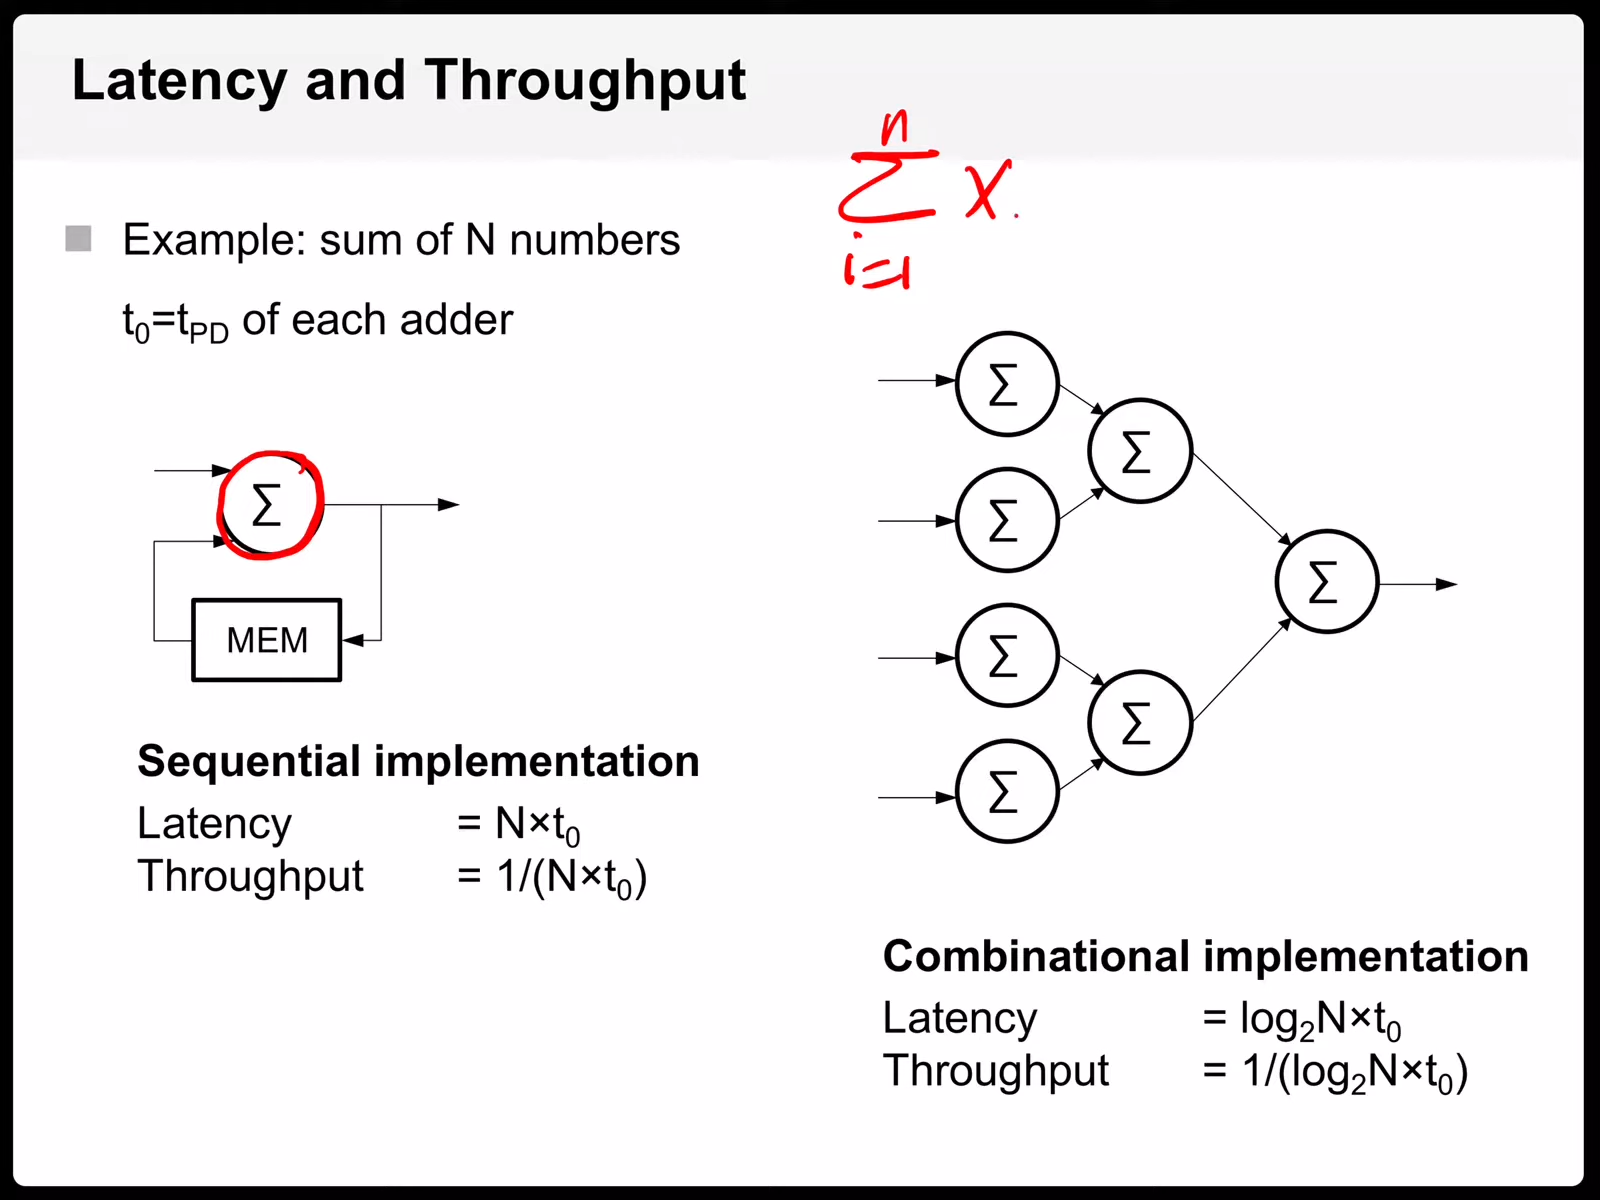 Latency and Throughput
n
∑ x.
i=1
Example: sum of N numbers
t₀=tPD of each adder
Σ
MEM
Sequential implementation
Latency = N×t₀
Throughput = 1/(N×t₀)
Σ
Σ
Σ
Σ
Σ
Σ
Σ
Combinational implementation
Latency = log₂N×t₀
Throughput = 1/(log₂N×t₀)